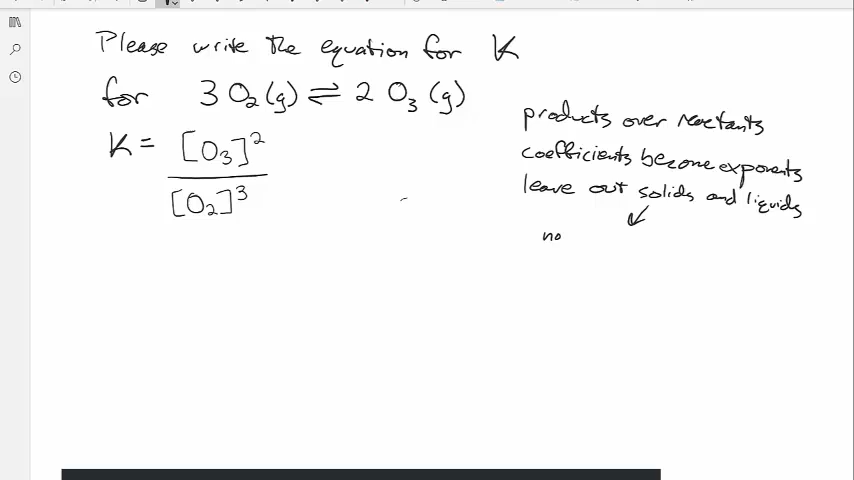 Please write the equation for K
for 3 O₂ (g) ⇌ 2 O₃ (g)
K = [O₃]²
[O₂]³
products over reactants
coefficients become exponents
leave out solids and liquids
no